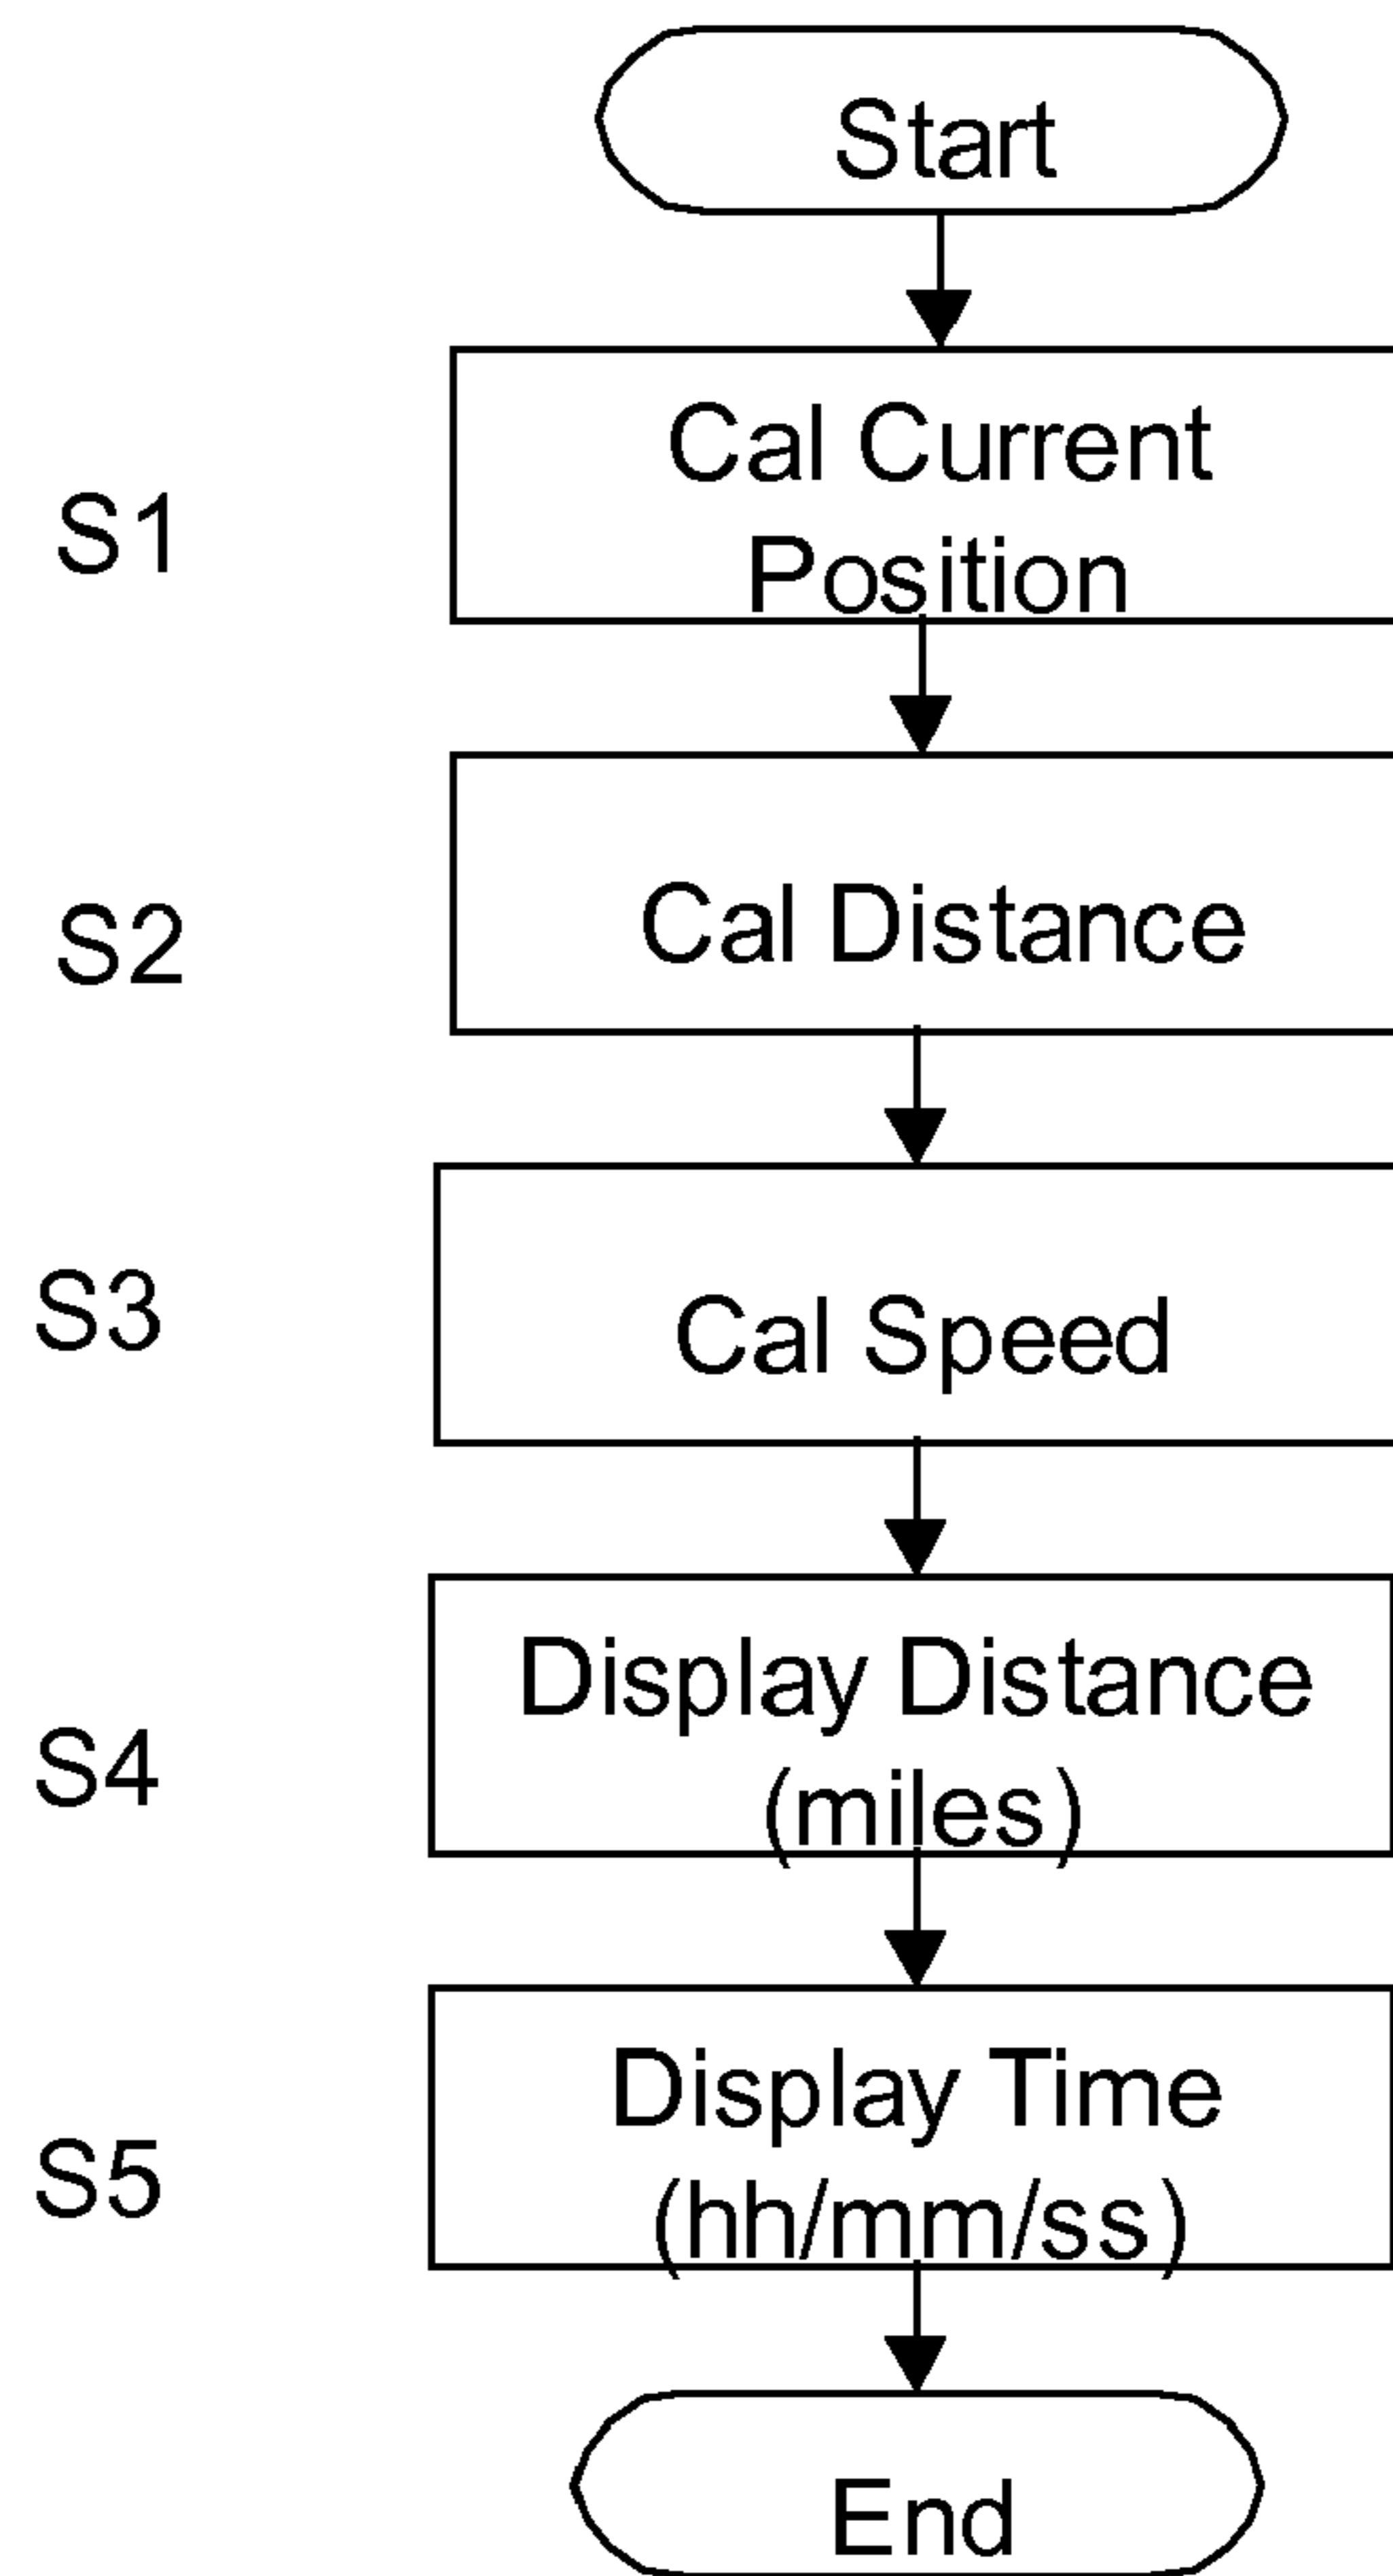 Start
S1
Cal Current
Position
S2
Cal Distance
S3
Cal Speed
S4
Display Distance
(miles)
S5
Display Time
(hh/mm/ss)
End